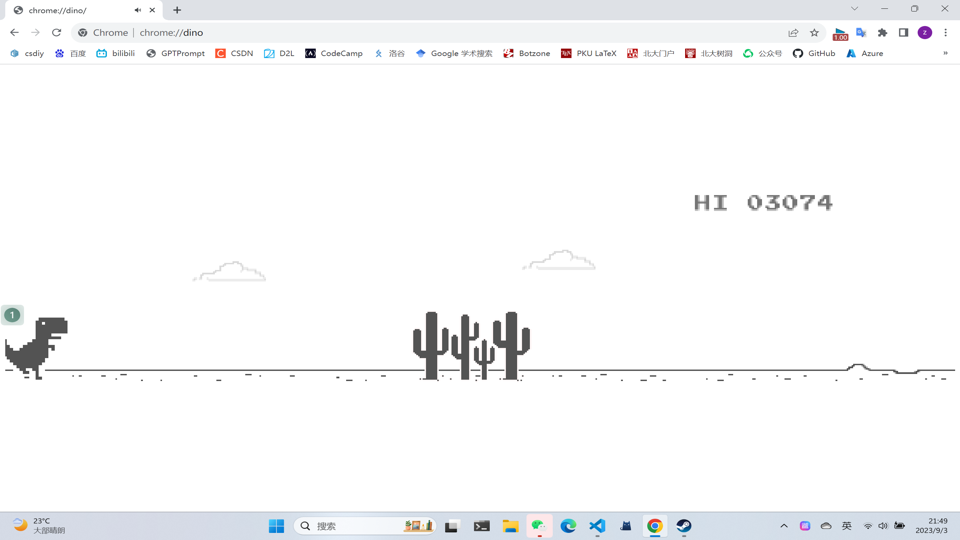 chrome://dino/
Chrome | chrome://dino
1.00
z
csdiy 百度 bilibili GPTPrompt CSDN D2L CodeCamp 洛谷 Google 学术搜索 Botzone PKU LaTeX 北大门户 北大树洞 公众号 GitHub Azure »
HI 03074
1
23°C
大部晴朗
搜索
英
21:49
2023/9/3